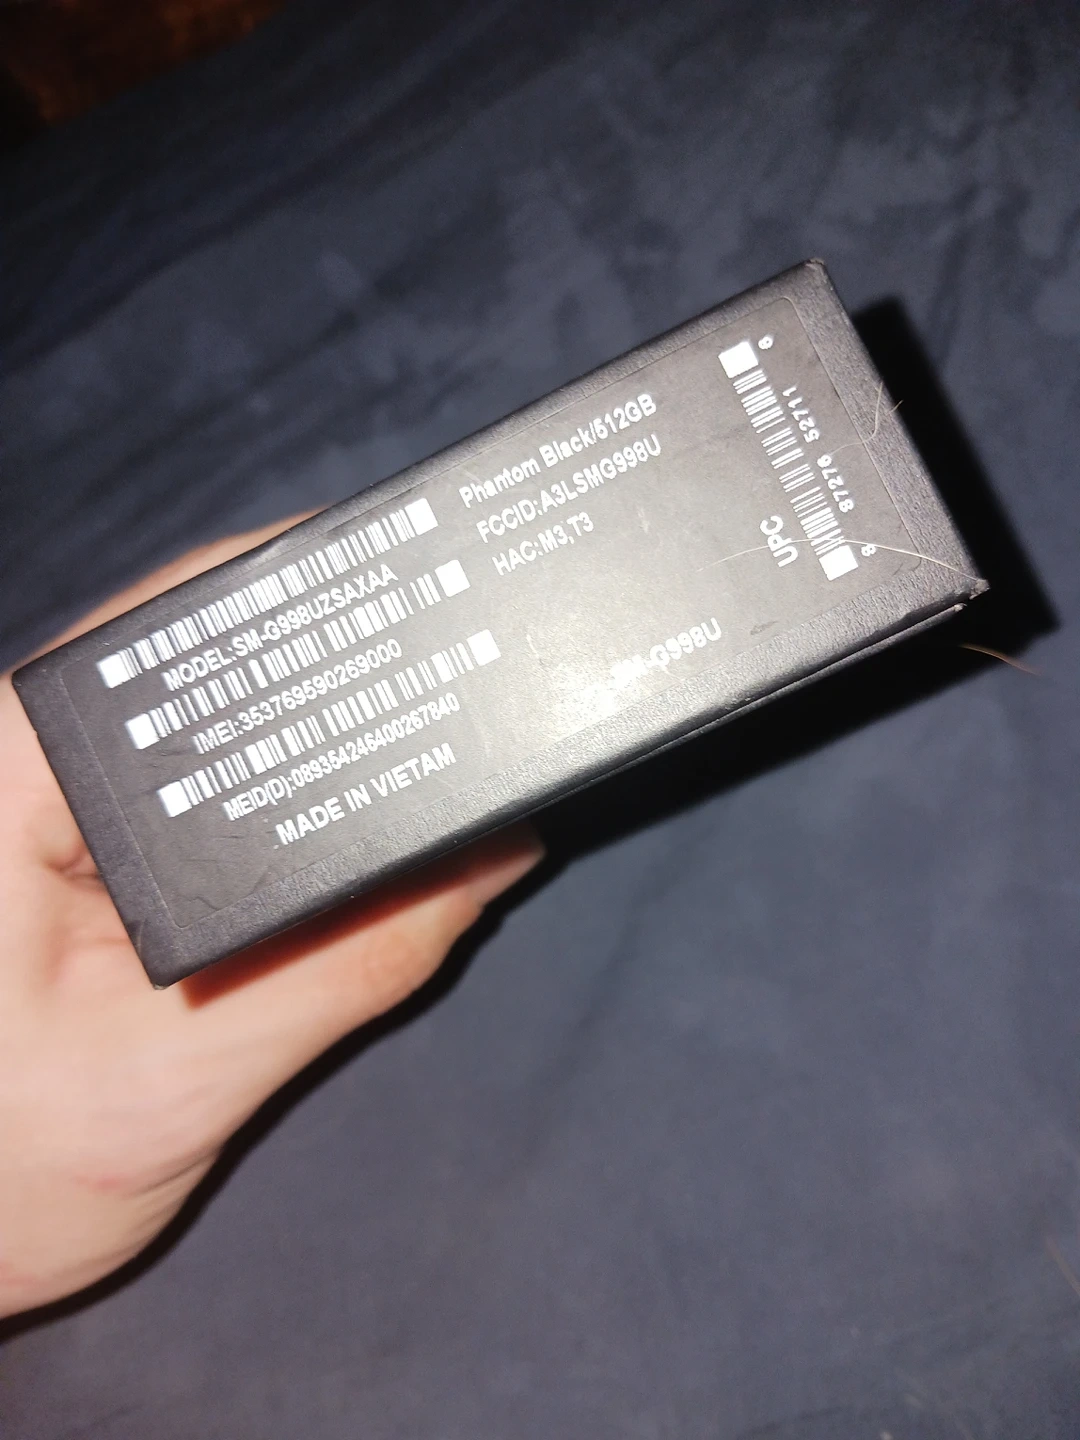 MODEL:SM-G998UZSAXAA
IMEI:353769590269000
MEID(D):089354246400267840
MADE IN VIETAM
Phantom Black/512GB
FCCID:A3LSMG998U
HAC:M3,T3
SM-G998U
UPC
8 87276 52711 6